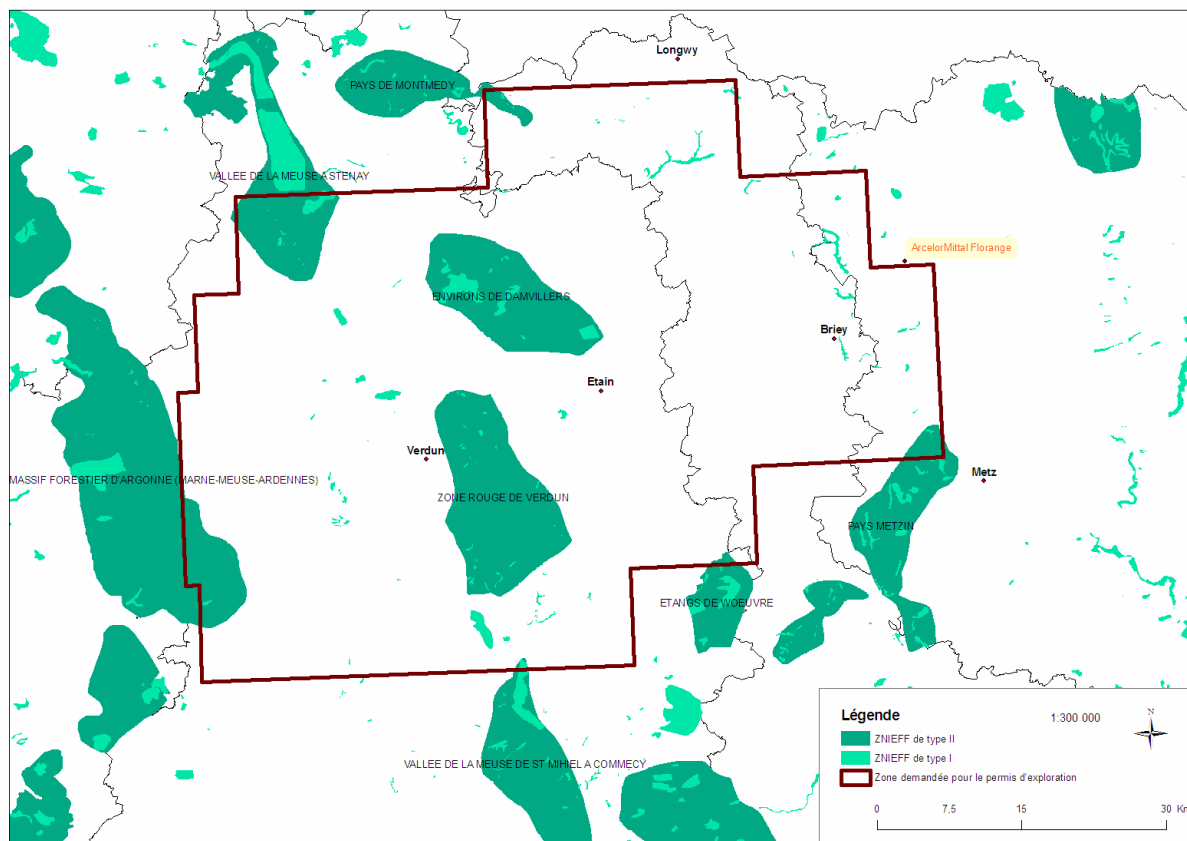 Longwy
PAYS DE MONTMEDY
VALLEE DE LA MEUSE A STENAY
ArcelorMittal Florange
ENVIRONS DE DAMVILLERS
Briey
Etain
Verdun
MASSIF FORESTIER D'ARGONNE (MARNE-MEUSE-ARDENNES)
Metz
ZONE ROUGE DE VERDUN
PAYS METZIN
ETANGS DE WOEUVRE
VALLEE DE LA MEUSE DE ST MIHIEL A COMMECY
Légende
1:300 000
N
ZNIEFF de type II
ZNIEFF de type I
Zone demandée pour le permis d'exploration
0 7,5 15 30 Km